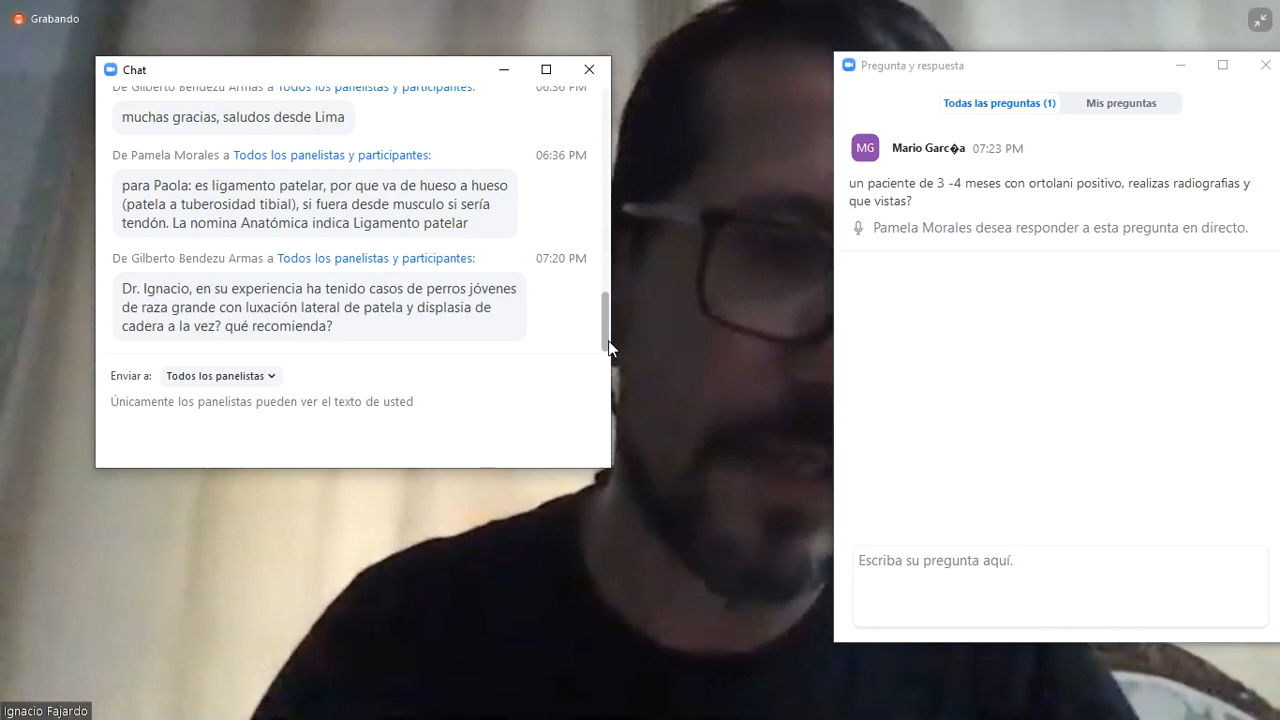 Grabando
Chat
De Gilberto Bendezu Armas a Todos los panelistas y participantes: 06:36 PM
muchas gracias, saludos desde Lima
De Pamela Morales a Todos los panelistas y participantes: 06:36 PM
para Paola: es ligamento patelar, por que va de hueso a hueso
(patela a tuberosidad tibial), si fuera desde musculo si sería
tendón. La nomina Anatómica indica Ligamento patelar
De Gilberto Bendezu Armas a Todos los panelistas y participantes: 07:20 PM
Dr. Ignacio, en su experiencia ha tenido casos de perros jóvenes
de raza grande con luxación lateral de patela y displasia de
cadera a la vez? qué recomienda?
Enviar a: Todos los panelistas
Únicamente los panelistas pueden ver el texto de usted
Pregunta y respuesta
Todas las preguntas (1) Mis preguntas
MG Mario Garc�a 07:23 PM
un paciente de 3 -4 meses con ortolani positivo, realizas radiografias y
que vistas?
Pamela Morales desea responder a esta pregunta en directo.
Escriba su pregunta aquí.
Ignacio Fajardo